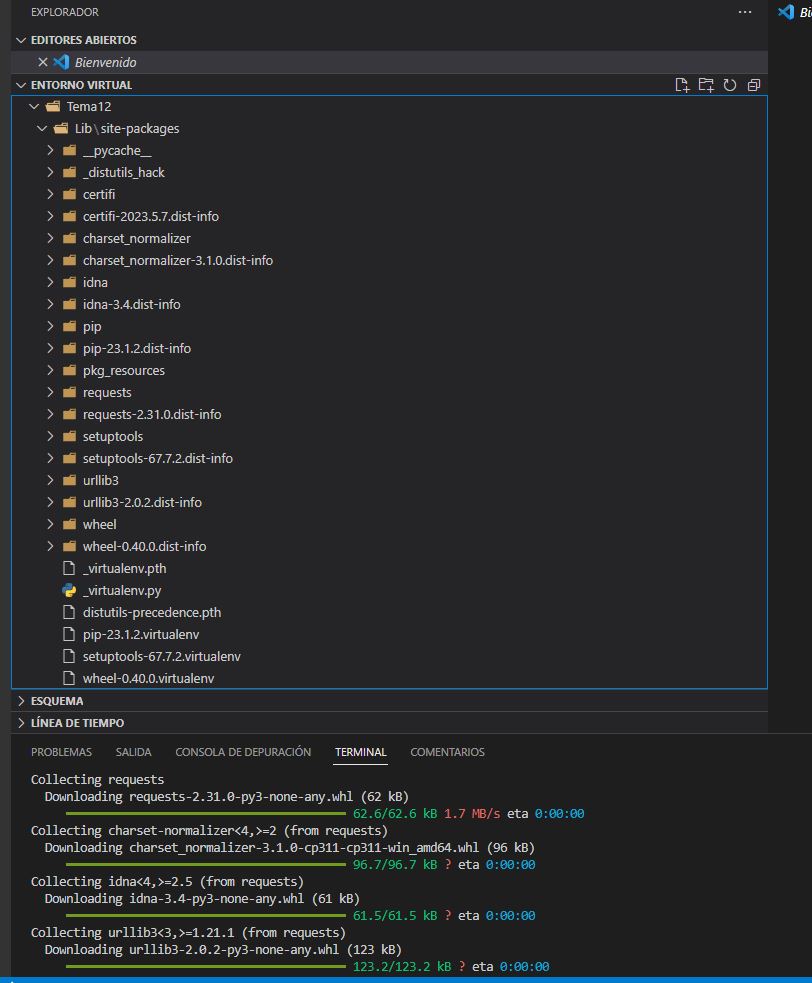 EXPLORADOR
EDITORES ABIERTOS
Bienvenido
ENTORNO VIRTUAL
Tema12
Lib\site-packages
__pycache__
_distutils_hack
certifi
certifi-2023.5.7.dist-info
charset_normalizer
charset_normalizer-3.1.0.dist-info
idna
idna-3.4.dist-info
pip
pip-23.1.2.dist-info
pkg_resources
requests
requests-2.31.0.dist-info
setuptools
setuptools-67.7.2.dist-info
urllib3
urllib3-2.0.2.dist-info
wheel
wheel-0.40.0.dist-info
_virtualenv.pth
_virtualenv.py
distutils-precedence.pth
pip-23.1.2.virtualenv
setuptools-67.7.2.virtualenv
wheel-0.40.0.virtualenv
ESQUEMA
LÍNEA DE TIEMPO
PROBLEMAS SALIDA CONSOLA DE DEPURACIÓN TERMINAL COMENTARIOS
Collecting requests
Downloading requests-2.31.0-py3-none-any.whl (62 kB)
62.6/62.6 kB 1.7 MB/s eta 0:00:00
Collecting charset-normalizer<4,>=2 (from requests)
Downloading charset_normalizer-3.1.0-cp311-cp311-win_amd64.whl (96 kB)
96.7/96.7 kB ? eta 0:00:00
Collecting idna<4,>=2.5 (from requests)
Downloading idna-3.4-py3-none-any.whl (61 kB)
61.5/61.5 kB ? eta 0:00:00
Collecting urllib3<3,>=1.21.1 (from requests)
Downloading urllib3-2.0.2-py3-none-any.whl (123 kB)
123.2/123.2 kB ? eta 0:00:00